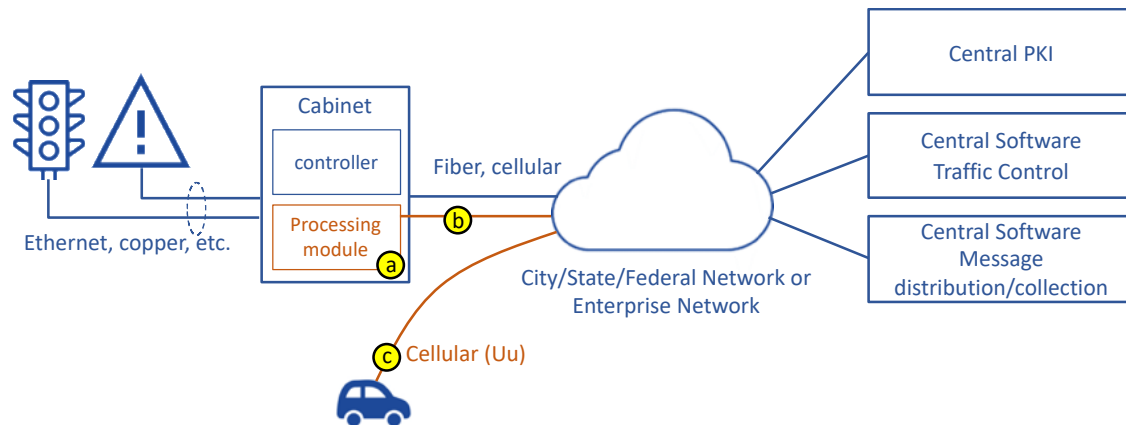 Central PKI
Cabinet
controller
Fiber, cellular
Central Software
Traffic Control
Processing
module
a
b
Ethernet, copper, etc.
Central Software
Message
distribution/collection
City/State/Federal Network or
Enterprise Network
c
Cellular (Uu)